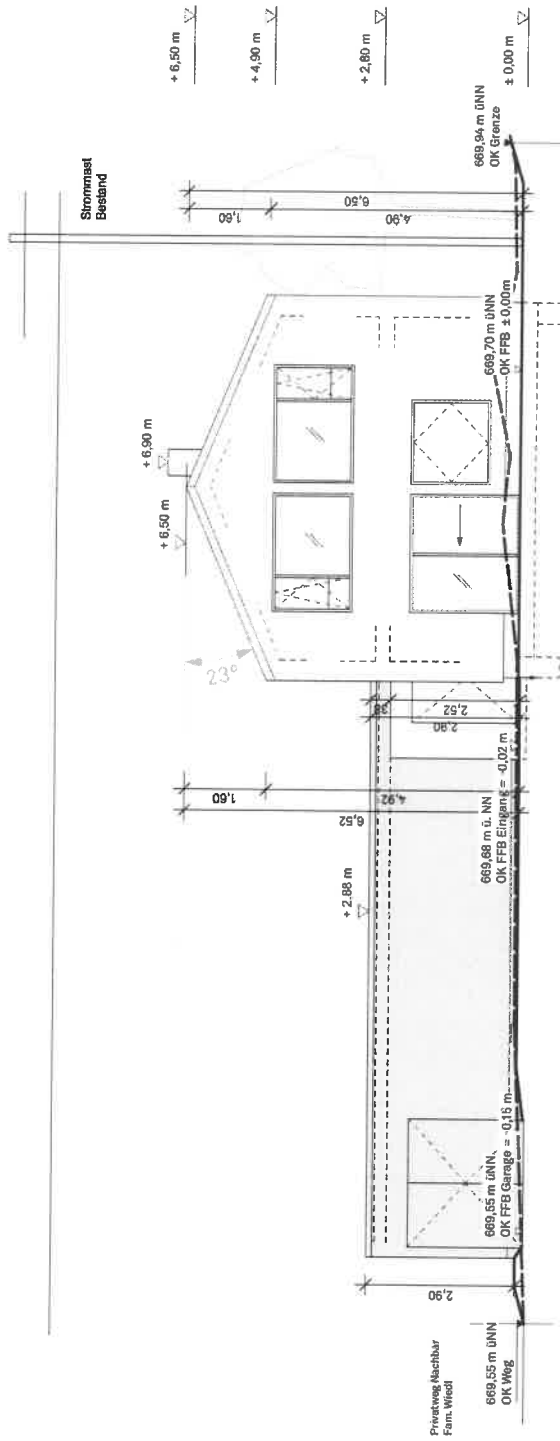 + 6,50 m
+ 4,90 m
+ 2,80 m
± 0,00 m
Strommast
Bestand
669,94 m üNN
OK Grenze
1,60
6,50
4,90
669,70 m üNN
OK FFB ± 0,00m
+ 6,90 m
+ 6,50 m
23°
38
2,52
2,90
1,60
4,92
6,52
669,68 m ü. NN
OK FFB Eingang = -0,02 m
+ 2.88 m
669,55 m üNN
OK FFB Garage = -0,15 m
2,90
Privatweg Nachbar
Fam. Wiedl
669,55 m üNN
OK Weg